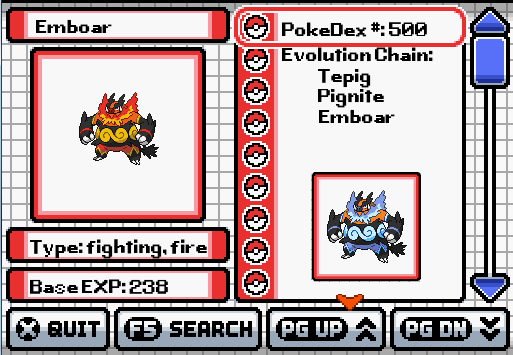 Emboar
PokeDex #: 500
Evolution Chain:
Tepig
Pignite
Emboar
Type: fighting, fire
Base EXP: 238
X QUIT
F5 SEARCH
PG UP
PG DN